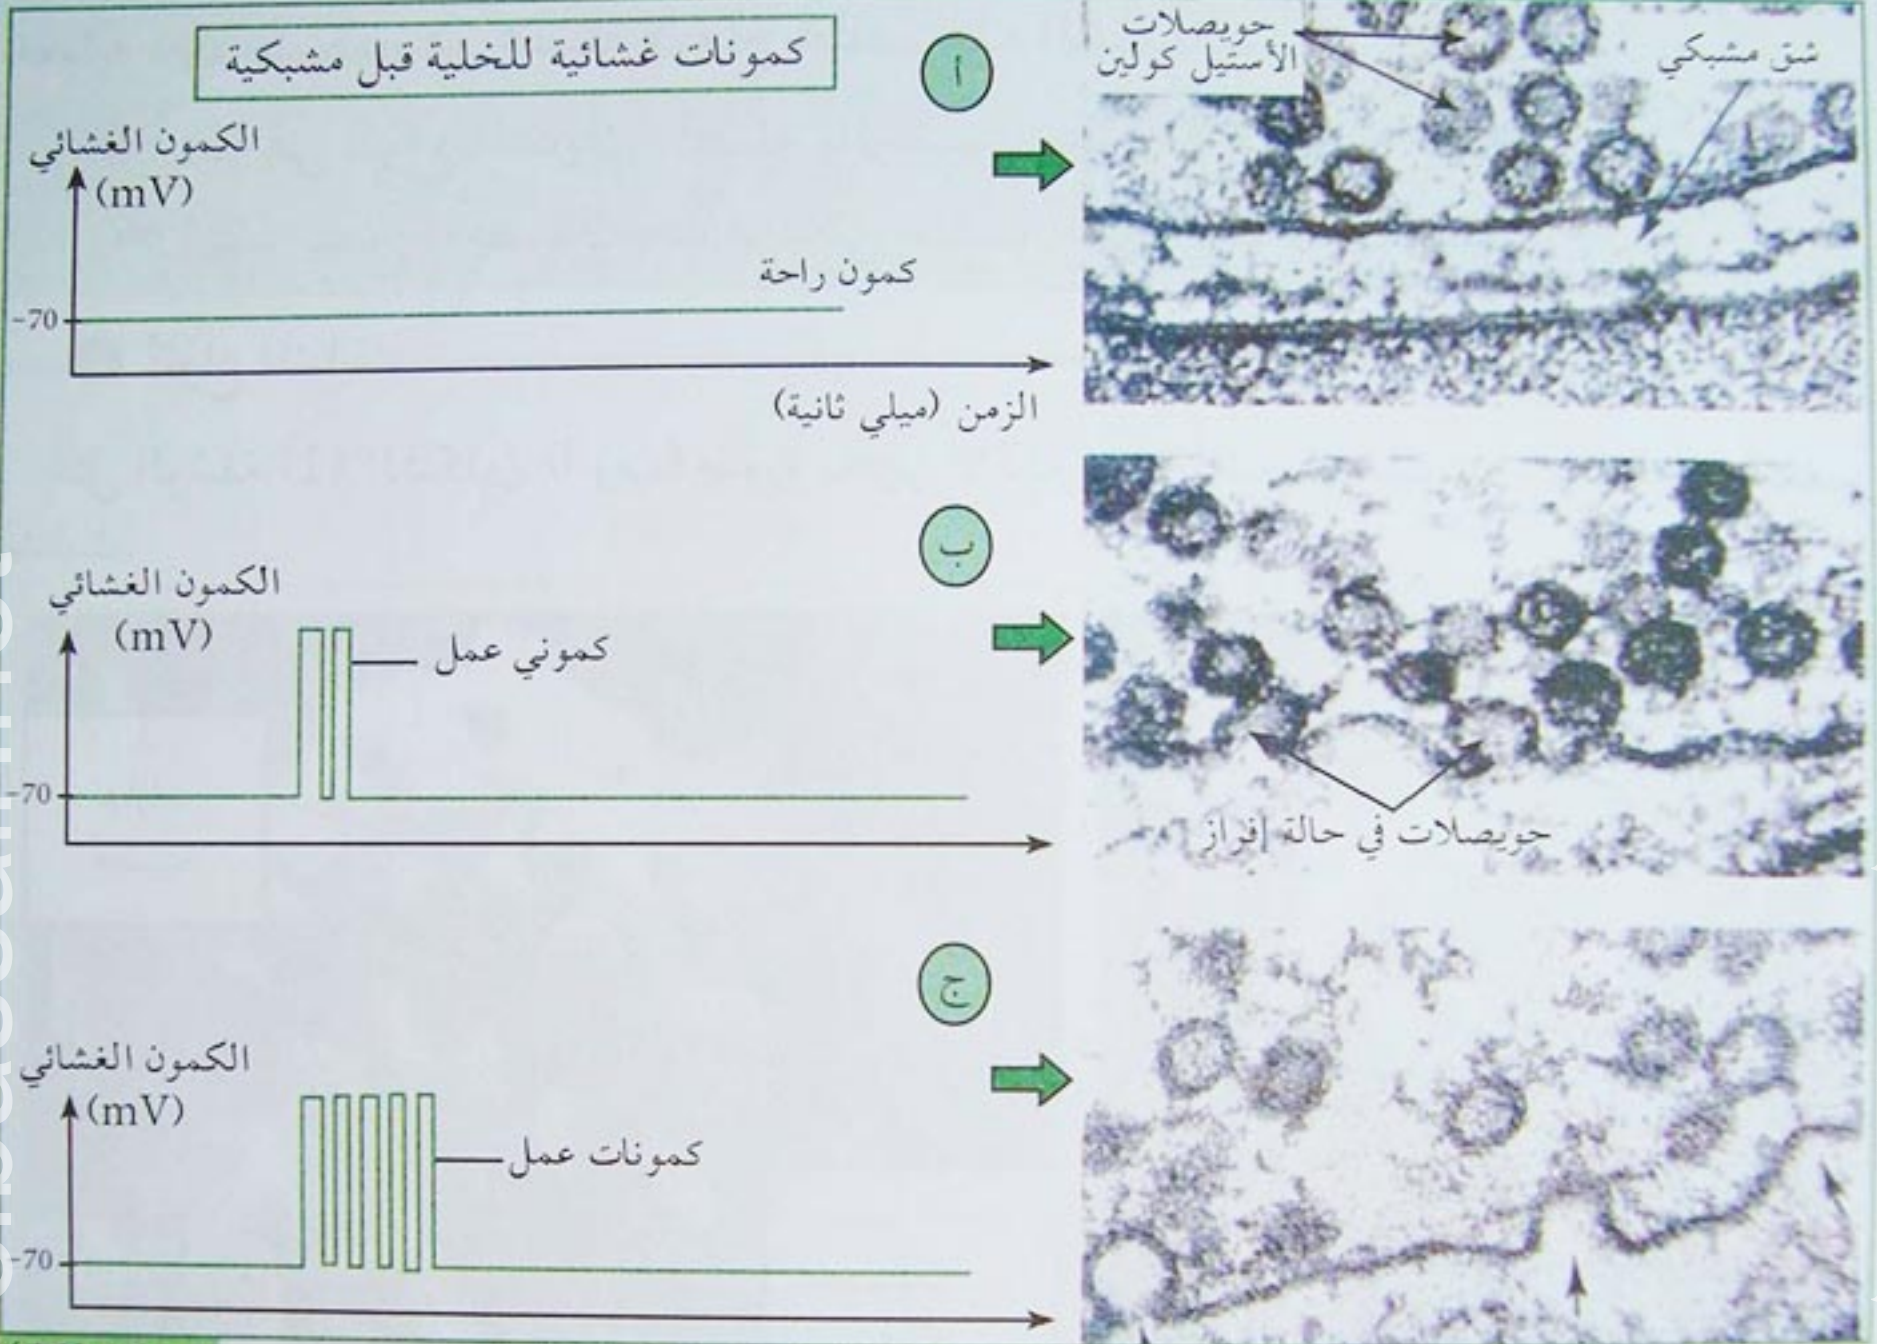 كمونات غشائية للخلية قبل مشبكية
أ
حويصلات
الأستيل كولين
شق مشبكي
الكمون الغشائي
(mV)
كمون راحة
-70
الزمن (ميلي ثانية)
ب
الكمون الغشائي
(mV)
كموني عمل
-70
حويصلات في حالة إفراز
ج
الكمون الغشائي
(mV)
كمونات عمل
-70